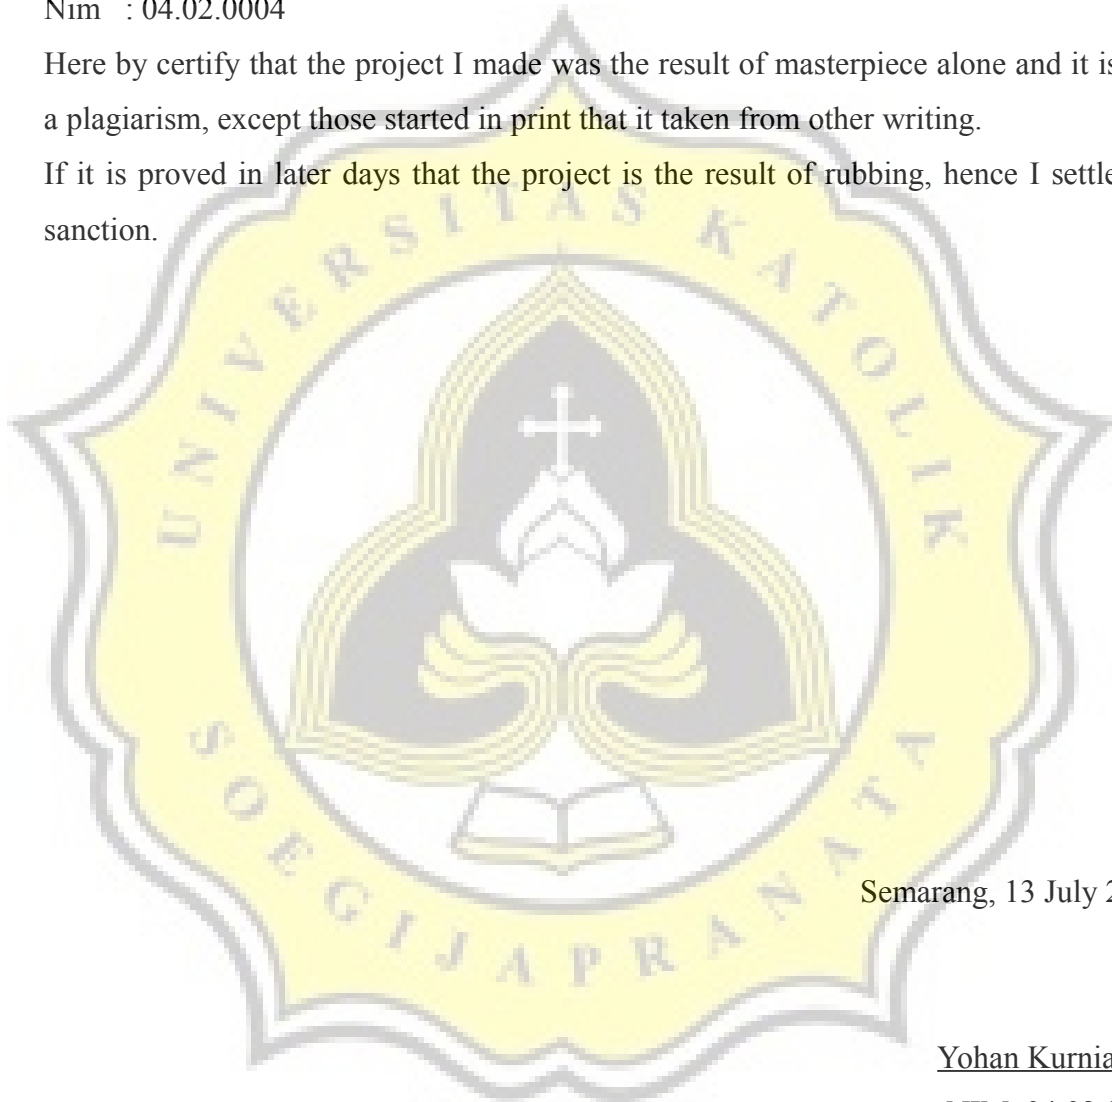 Nim : 04.02.0004
Here by certify that the project I made was the result of masterpiece alone and it is
a plagiarism, except those started in print that it taken from other writing.
If it is proved in later days that the project is the result of rubbing, hence I settle
sanction.
UNIVERSITAS KATOLIK
SOEGIJAPRANATA
Semarang, 13 July 2
Yohan Kurnia